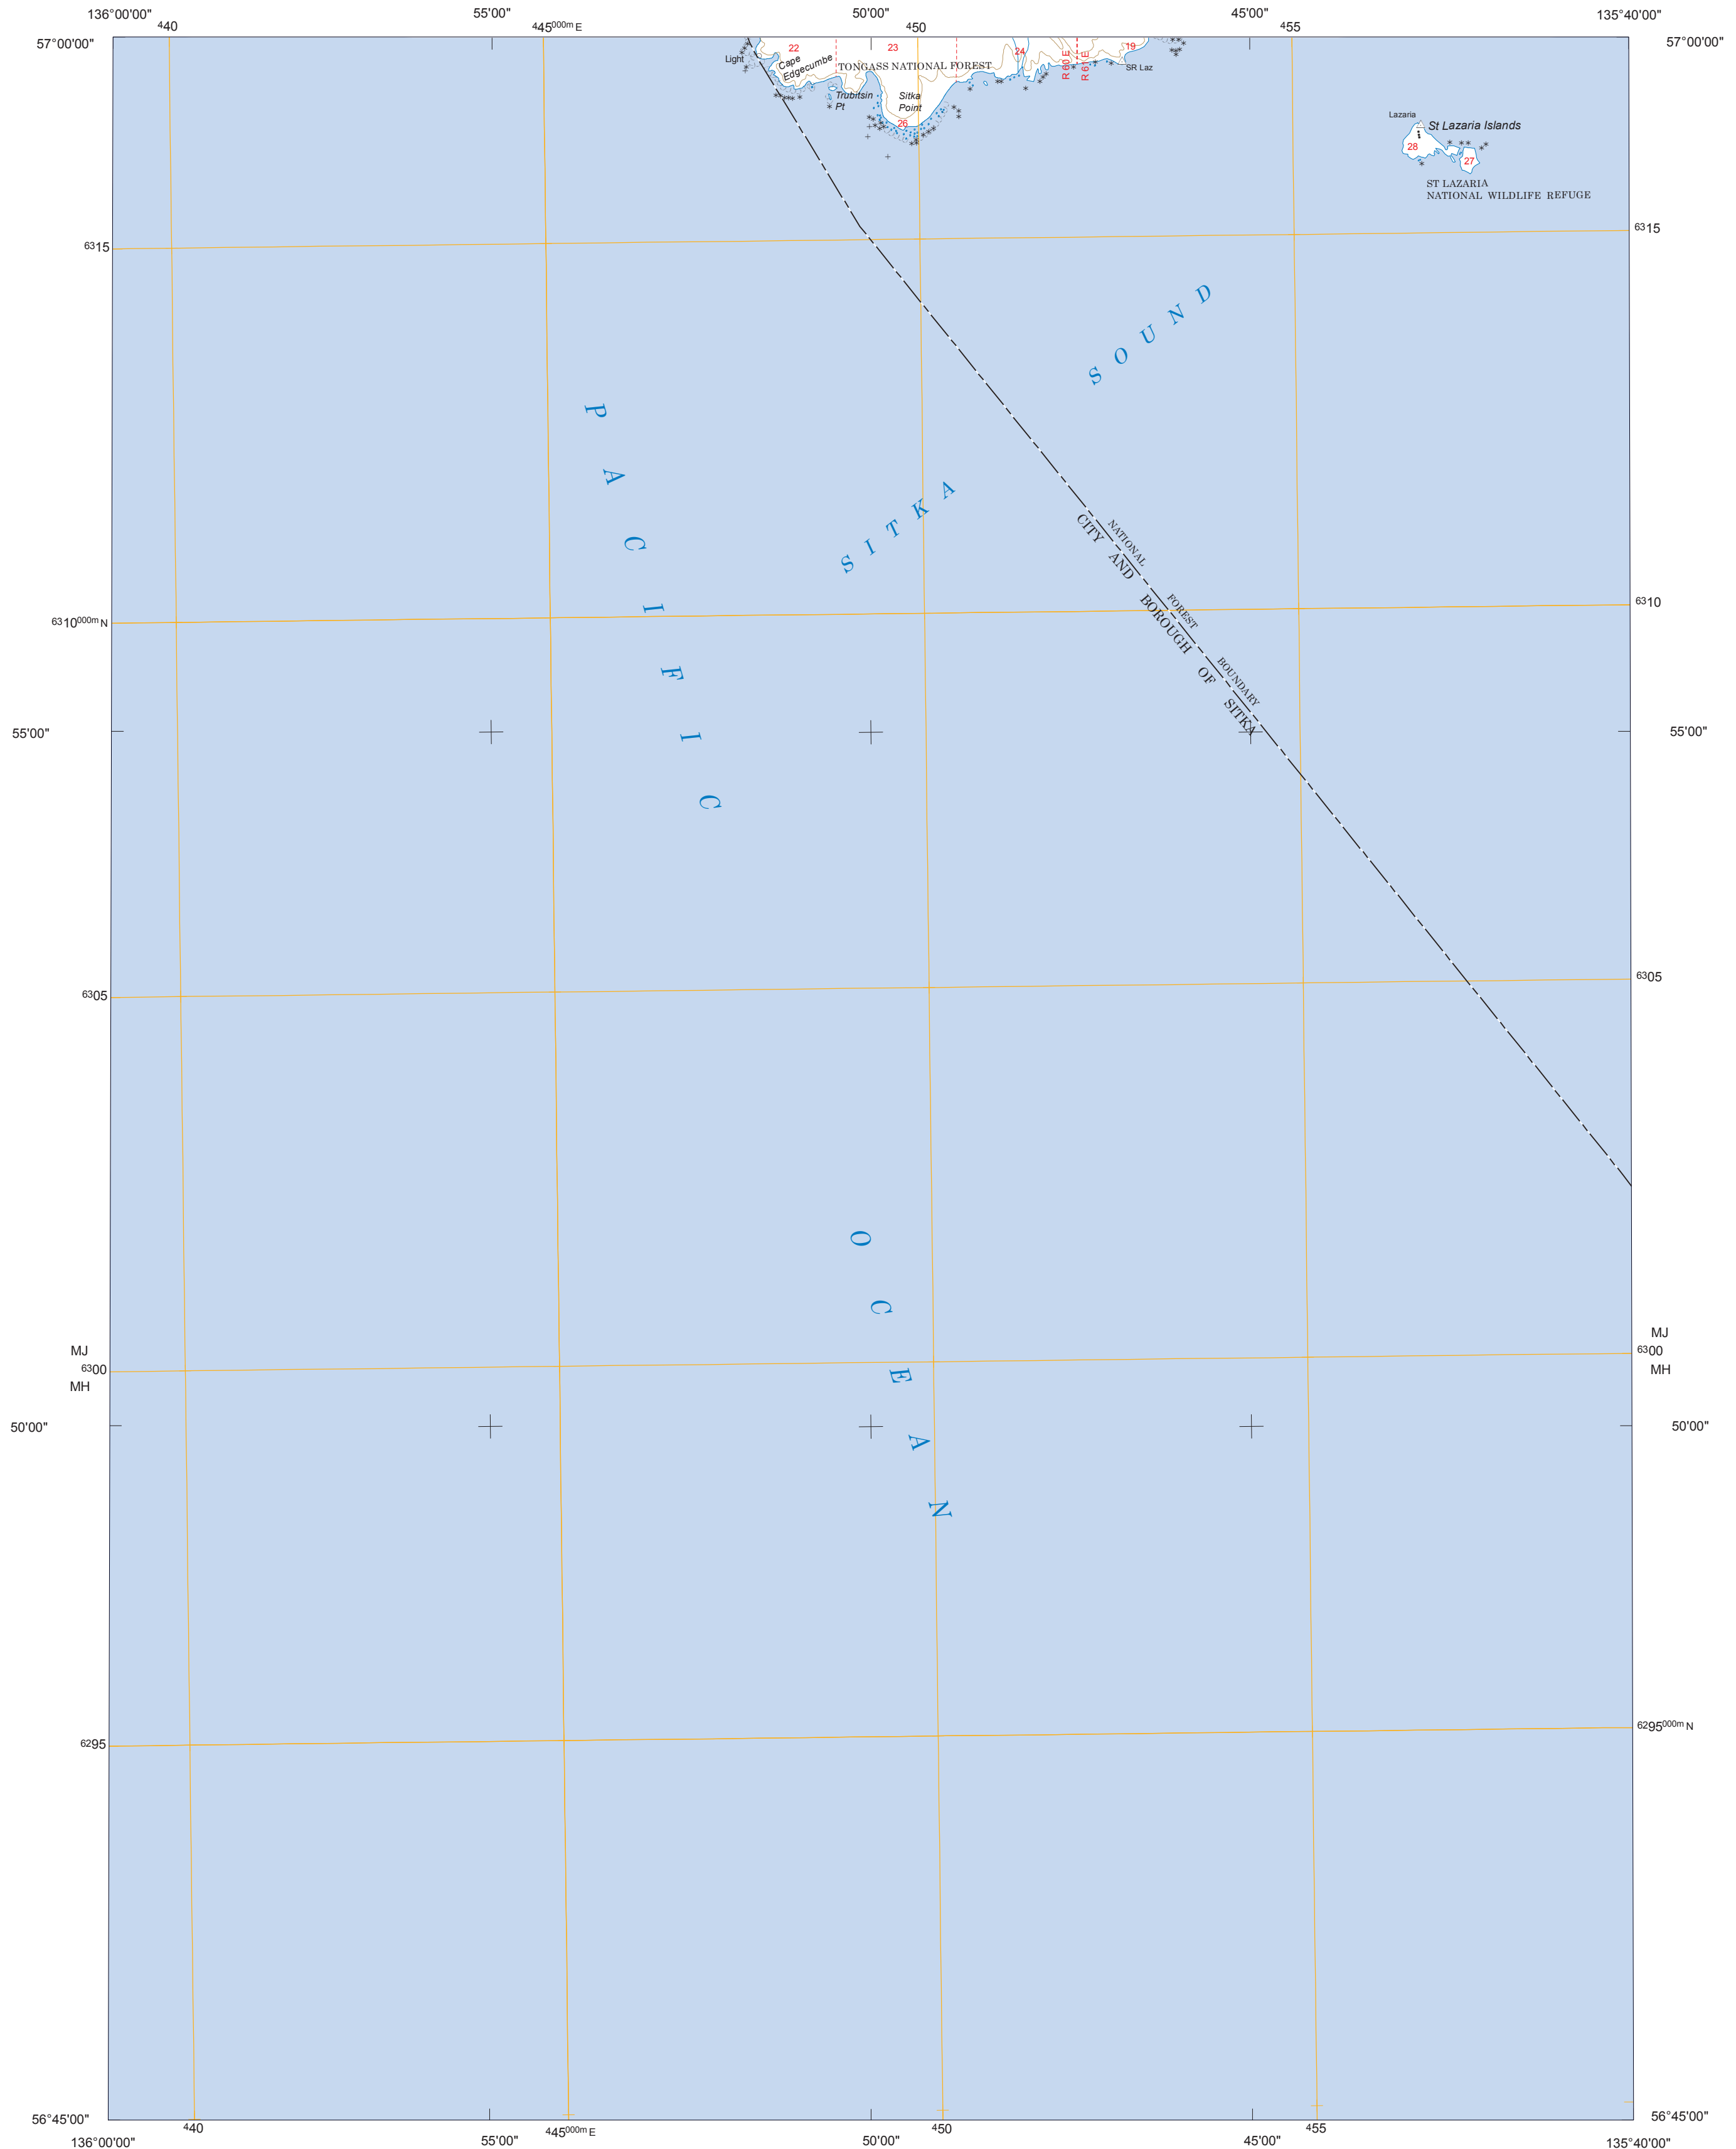 136°00'00"
440
55'00"
445000m E
50'00"
450
45'00"
455
135°40'00"
57°00'00"
57°00'00"
Light
Cape
Edgecumbe
22
23
24
19
TONGASS NATIONAL FOREST
R 60 E
R 61 E
SR Laz
Trubitsin
Pt
Sitka
Point
26
Lazaria
St Lazaria Islands
28
27
ST LAZARIA
NATIONAL WILDLIFE REFUGE
6315
6315
SITKA SOUND
PACIFIC
NATIONAL FOREST BOUNDARY
CITY AND BOROUGH OF SITKA
6310000m N
6310
55'00"
55'00"
6305
6305
OCEAN
MJ
6300
MH
MJ
6300
MH
50'00"
50'00"
6295
6295000m N
56°45'00"
56°45'00"
136°00'00"
440
55'00"
445000m E
50'00"
450
45'00"
455
135°40'00"